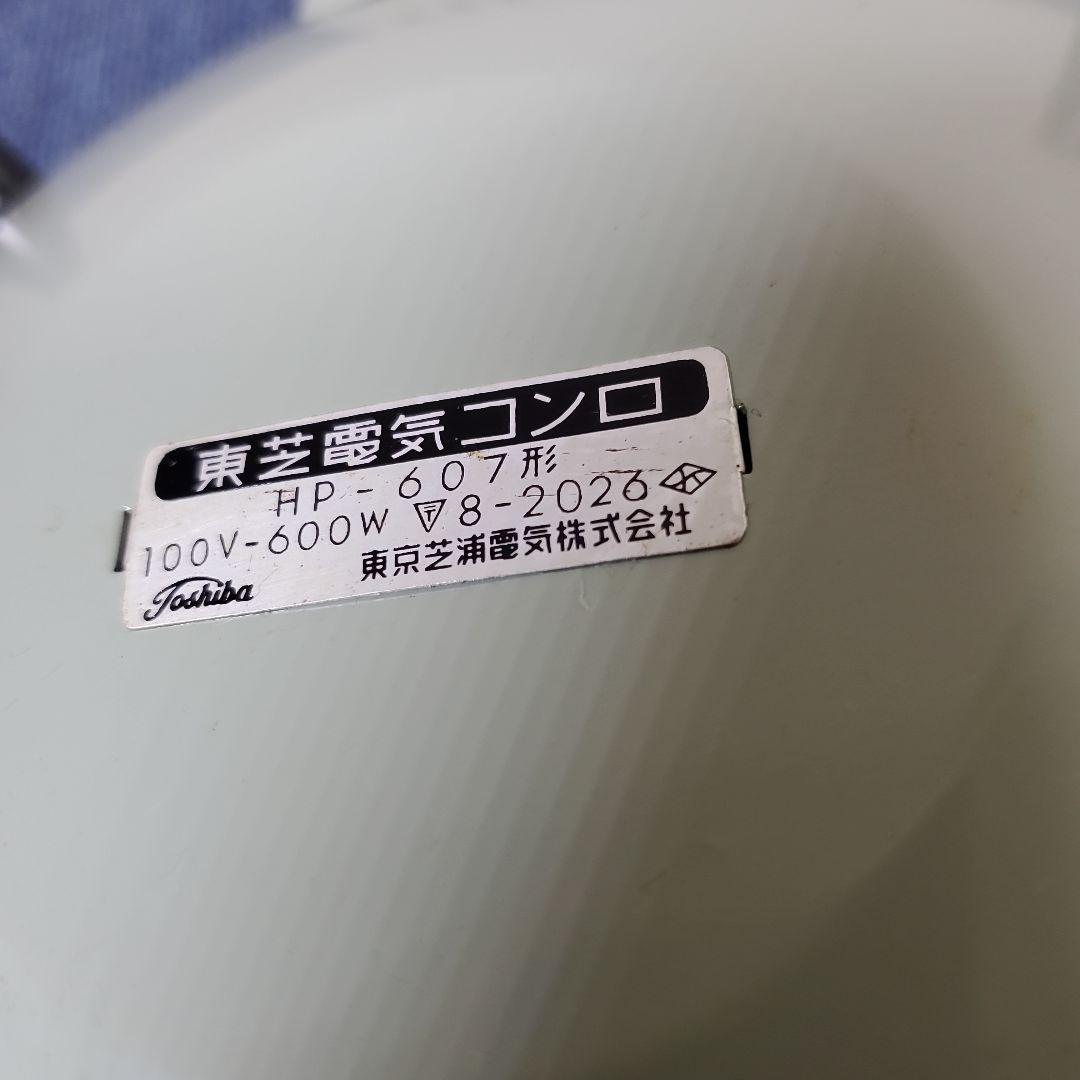 東芝電気コンロ
HP-607形
100V-600W 〒8-2026
東京芝浦電気株式会社
Toshiba